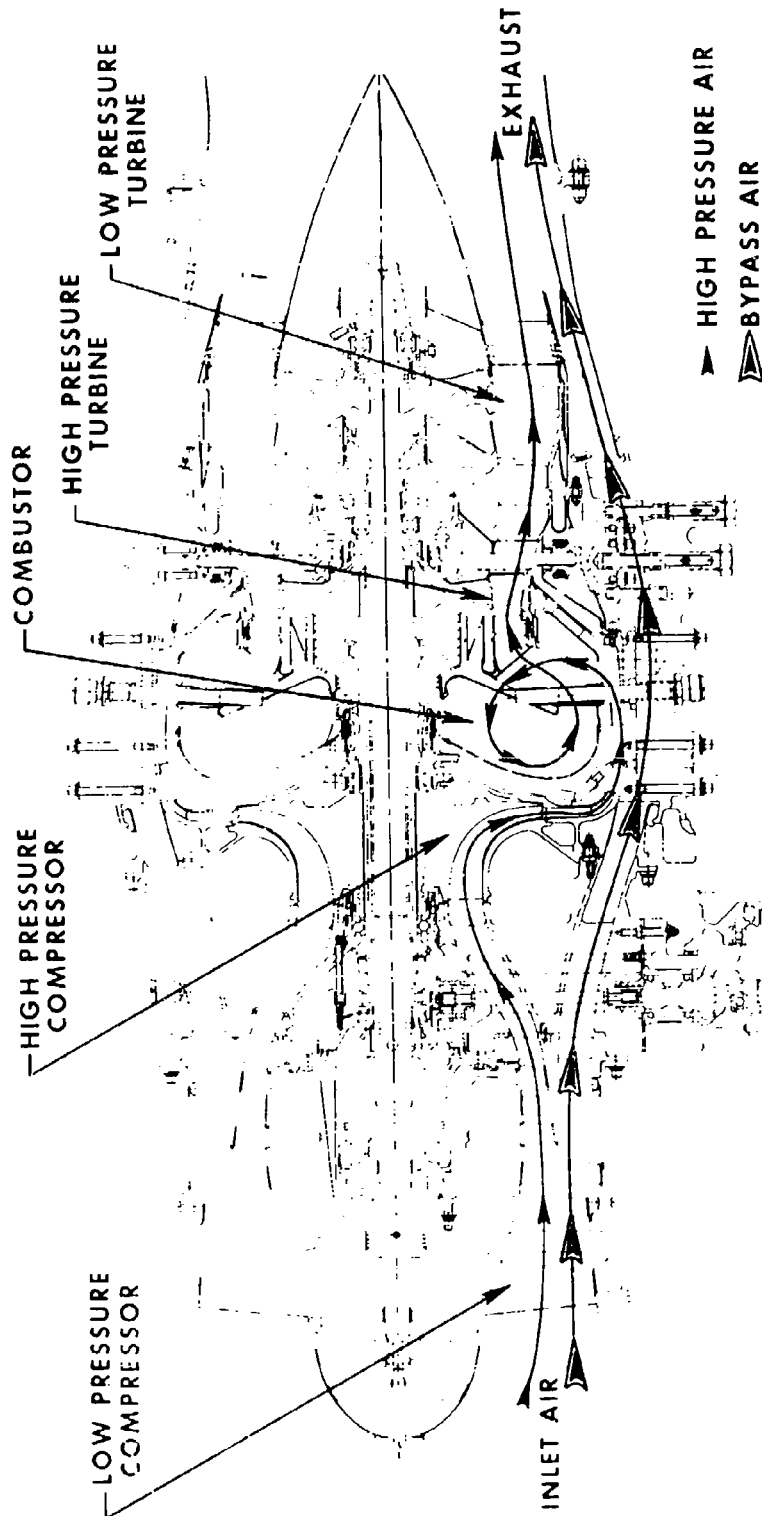 LOW PRESSURE
COMPRESSOR
HIGH PRESSURE
COMPRESSOR
COMBUSTOR
HIGH PRESSURE
TURBINE
LOW PRESSURE
TURBINE
INLET AIR
EXHAUST
HIGH PRESSURE AIR
BYPASS AIR